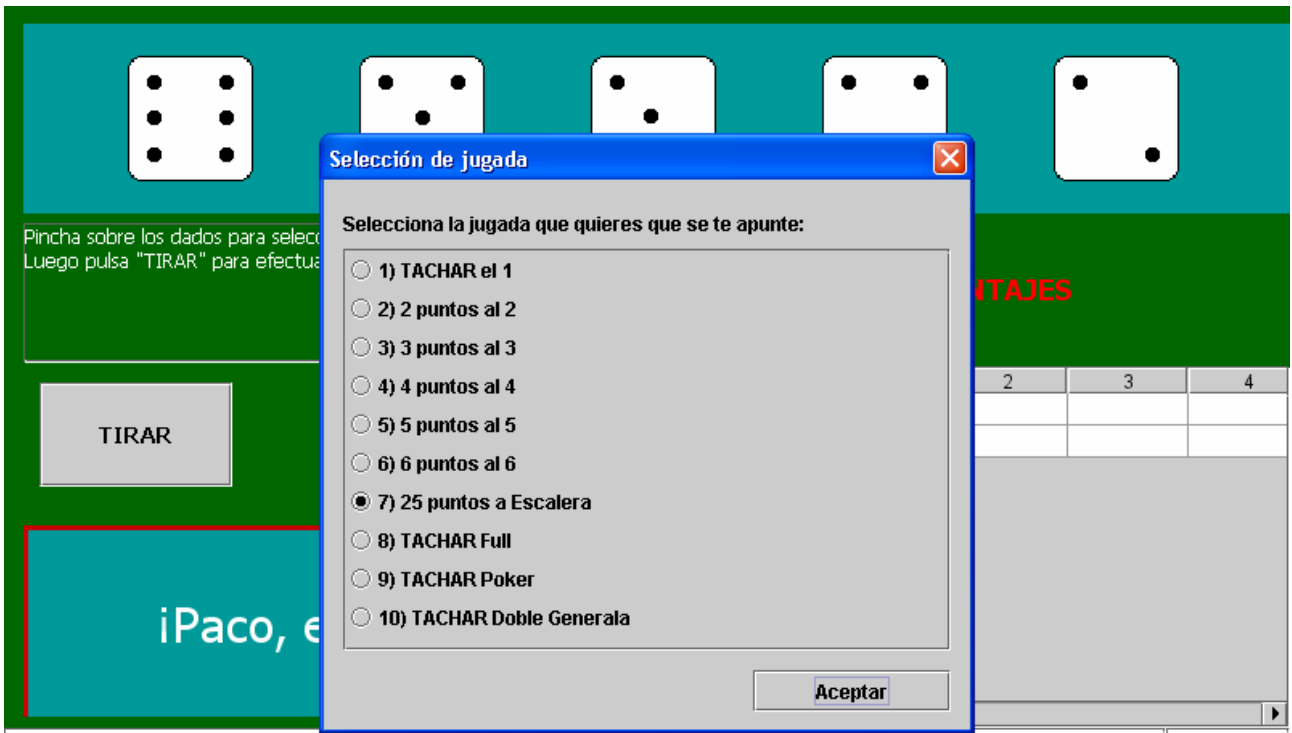 Selección de jugada
Pincha sobre los dados para
Luego pulsa "TIRAR" para
Selecciona la jugada que quieres que se te apunte:
1) TACHAR el 1
2) 2 puntos al 2
3) 3 puntos al 3
4) 4 puntos al 4
5) 5 puntos al 5
6) 6 puntos al 6
7) 25 puntos a Escalera
8) TACHAR Full
9) TACHAR Poker
10) TACHAR Doble Generala
Aceptar
TIRAR
¡Paco,
NTAJES
2 3 4